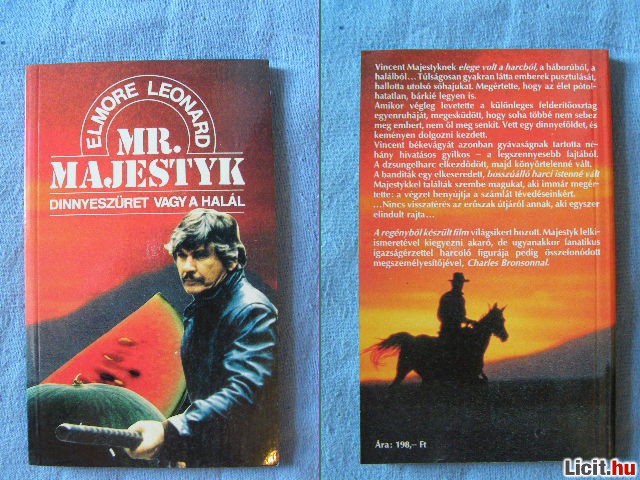 ELMORE LEONARD
MR.
MAJESTYK
DINNYESZÜRET VAGY A HALÁL
Vincent Majestyknek elege volt a harcból, a háborúból, a
halálból... Túlságosan gyakran látta emberek pusztulását,
hallotta utolsó sóhajukat. Megértette, hogy az élet pótol-
hatatlan, bárkié legyen is.
Amikor végleg levetette a különleges felderítőosztag
egyenruháját, megesküdött, hogy soha többé nem sebez
meg embert, nem öl meg senkit. Vett egy dinnyeföldet, és
keményen dolgozni kezdett.
Vincent békevágyát azonban gyávaságnak tartotta né-
hány hivatásos gyilkos – a legszennyesebb fajtából.
A dzsungelharc elkezdődött, majd könyörtelenné vált.
A banditák egy elkeseredett, bosszúálló harci istenné vált
Majestykkel találták szembe magukat, aki immár megér-
tette: a végzet benyújtja a számlát tévedéseinkért.
...Nincs visszatérés az erőszak útjáról annak, aki egyszer
elindult rajta...
A regényből készült film világsikert hozott. Majestyk lelki-
ismeretével kiegyezni akaró, de ugyanakkor fanatikus
igazságérzettel harcoló figurája pedig összefonódott
megszemélyesítőjével, Charles Bronsonnal.
Ára: 198,– Ft
Licit.hu